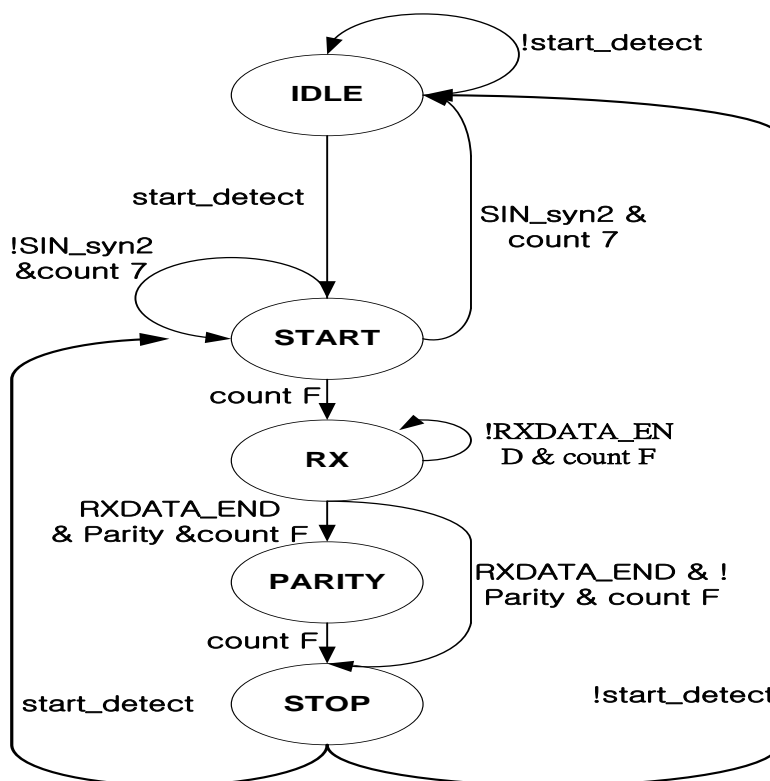 !start_detect
IDLE
start_detect
SIN_syn2 &
count 7
!SIN_syn2
&count 7
START
count F
RX
!RXDATA_EN
D & count F
RXDATA_END
& Parity &count F
PARITY
RXDATA_END & !
Parity & count F
count F
STOP
start_detect
!start_detect